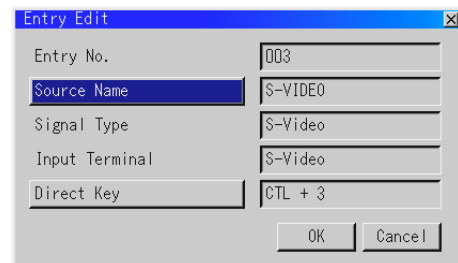 Entry Edit
Entry No. 003
Source Name S-VIDEO
Signal Type S-Video
Input Terminal S-Video
Direct Key CTL + 3
OK Cancel